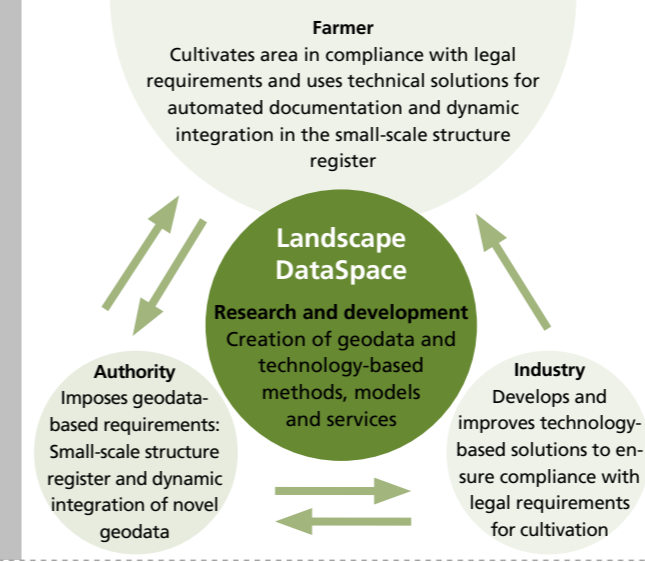 Farmer
Cultivates area in compliance with legal
requirements and uses technical solutions for
automated documentation and dynamic
integration in the small-scale structure
register
Landscape
DataSpace
Research and development
Creation of geodata and
technology-based
methods, models
and services
Authority
Imposes geodata-
based requirements:
Small-scale structure
register and dynamic
integration of novel
geodata
Industry
Develops and
improves technology-
based solutions to en-
sure compliance with
legal requirements
for cultivation